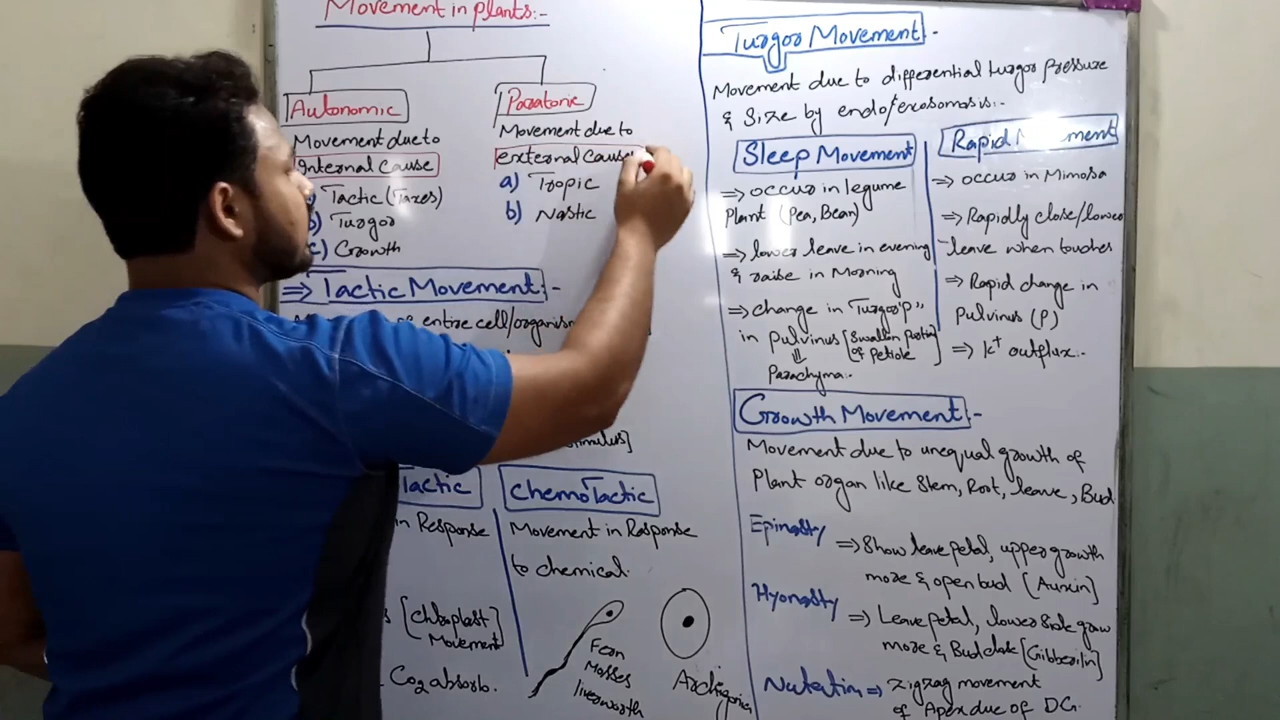 Movement in plants:-
Autonomic
Movement due to
Internal Cause
Tactic (Taxes)
b) Turgor
c) Growth
Paratonic
Movement due to
external cause
a) Tropic
b) Nastic
⇒ Tactic Movement:-
entire cell/organism
stimulus]
Tactic
in Response
[chloroplast
Movement]
Co2 absorb.
chemoTactic
Movement in Response
to chemical.
Fern
Mosses
liverworth
Archegonia
Turgor Movement:-
Movement due to differential turgor pressure
& Size by endo/exosomosis:-
Sleep Movement
⇒ occur in legume
Plant (Pea, Bean)
⇒ lower leave in evening
& raise in Morning
⇒ change in Turgor "p"
in pulvinus [Swollen portion
of petiole]
⇓
Parachyma:-
Rapid M ment
⇒ occur in Mimosa
⇒ Rapidly close/lower
leave when touches
⇒ Rapid change in
Pulvinus (P)
⇒ K+ outflux:-
Growth Movement:-
Movement due to unequal growth of
Plant organ like Stem, Root, leave, Bud
Epinasty ⇒ Show leave petal, upper growth
more & open bud [Auxin]
Hyonasty ⇒ Leave petal, lower side grow
more & Bud close [Gibberilin]
Nutation ⇒ zigzag movement
of Apex due of DG.